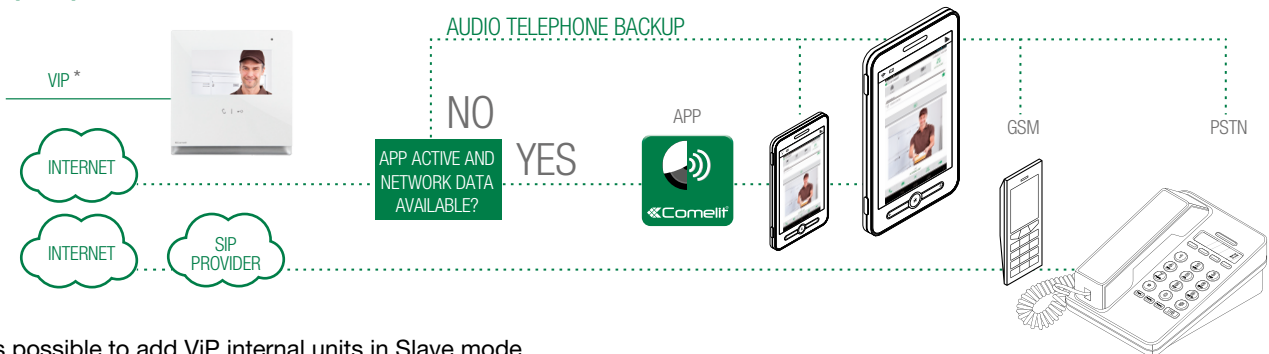 AUDIO TELEPHONE BACKUP
VIP *
NO
YES
APP
GSM
PSTN
INTERNET
APP ACTIVE AND
NETWORK DATA
AVAILABLE?
Comelit
INTERNET
SIP
PROVIDER
s possible to add ViP internal units in Slave mode